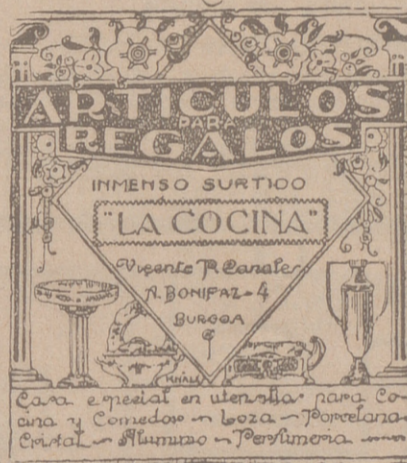 ARTICULOS
PARA
REGALOS
INMENSO SURTIDO
"LA COCINA"
Vicente R Canales
A. BONIFAZ-4
BURGOS
Casa especial en utensilios para Co-
cina y Comedor ~ Loza ~ Porcelana-
Cristal ~ Aluminio ~ Perfumeria